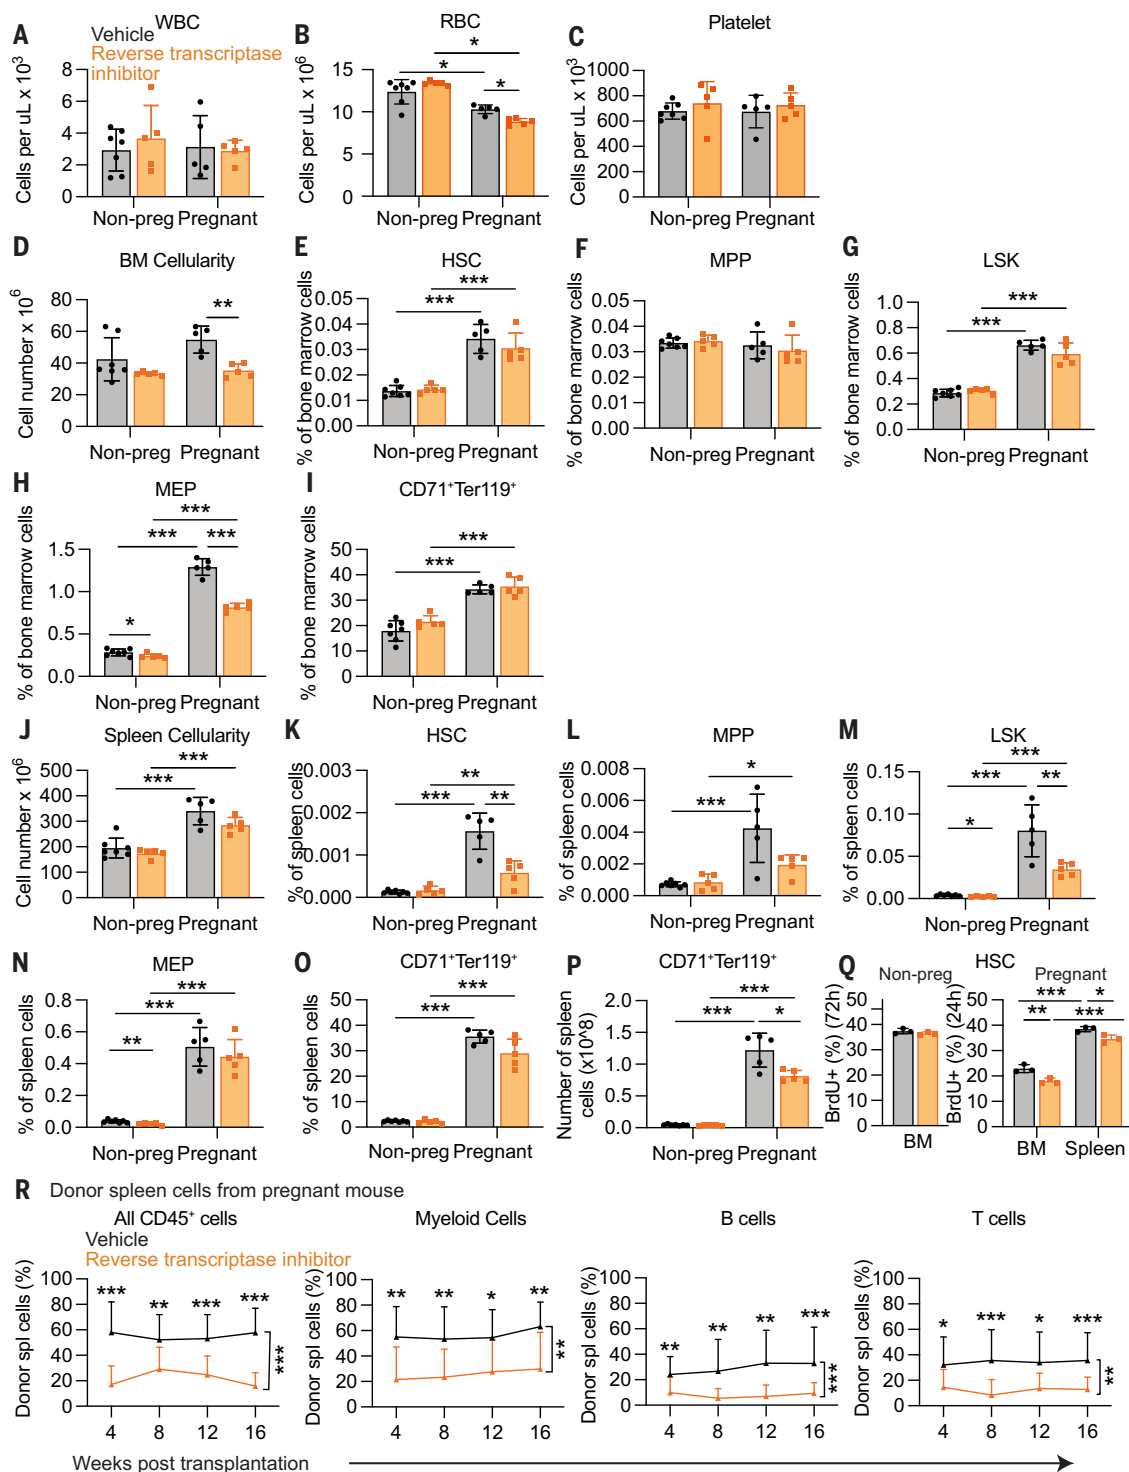 A
WBC
Vehicle
Reverse transcriptase
inhibitor
Cells per uL x 10³
8
6
4
2
0
Non-preg Pregnant
B
RBC
*
*
*
Cells per uL x 10⁶
15
10
5
0
Non-preg Pregnant
C
Platelet
Cells per uL x 10³
1000
800
600
400
200
0
Non-preg Pregnant
D
BM Cellularity
**
Cell number x 10⁶
80
60
40
20
0
Non-preg Pregnant
E
HSC
***
***
% of bone marrow cells
0.05
0.04
0.03
0.02
0.01
0.00
Non-preg Pregnant
F
MPP
% of bone marrow cells
0.05
0.04
0.03
0.02
0.01
0.00
Non-preg Pregnant
G
LSK
***
***
% of bone marrow cells
1.0
0.8
0.6
0.4
0.2
0.0
Non-preg Pregnant
H
MEP
***
*** ***
*
% of bone marrow cells
1.5
1.0
0.5
0.0
Non-preg Pregnant
I
CD71⁺Ter119⁺
***
***
% of bone marrow cells
50
40
30
20
10
0
Non-preg Pregnant
J
Spleen Cellularity
***
***
Cell number x 10⁶
500
400
300
200
100
0
Non-preg Pregnant
K
HSC
**
*** **
% of spleen cells
0.003
0.002
0.001
0.000
Non-preg Pregnant
L
MPP
*
***
% of spleen cells
0.008
0.006
0.004
0.002
0.000
Non-preg Pregnant
M
LSK
***
*** **
*
% of spleen cells
0.15
0.10
0.05
0.00
Non-preg Pregnant
N
MEP
***
***
**
% of spleen cells
0.8
0.6
0.4
0.2
0.0
Non-preg Pregnant
O
CD71⁺Ter119⁺
***
***
% of spleen cells
50
40
30
20
10
0
Non-preg Pregnant
P
CD71⁺Ter119⁺
***
*** *
Number of spleen
cells (x10^8)
2.0
1.5
1.0
0.5
0.0
Non-preg Pregnant
Q
HSC
Non-preg
BrdU+ (%) (72h)
50
40
30
20
10
0
BM
Pregnant
*** *
** ***
BrdU+ (%) (24h)
50
40
30
20
10
0
BM Spleen
R Donor spleen cells from pregnant mouse
All CD45⁺ cells
Vehicle
Reverse transcriptase inhibitor
Donor spl cells (%)
100
80
60
40
20
0
*** ** *** ***
***
4 8 12 16
Myeloid Cells
Donor spl cells (%)
100
80
60
40
20
0
** ** * **
**
4 8 12 16
B cells
Donor spl cells (%)
100
80
60
40
20
0
** ** ** ***
***
4 8 12 16
T cells
Donor spl cells (%)
100
80
60
40
20
0
* *** * ***
**
4 8 12 16
Weeks post transplantation